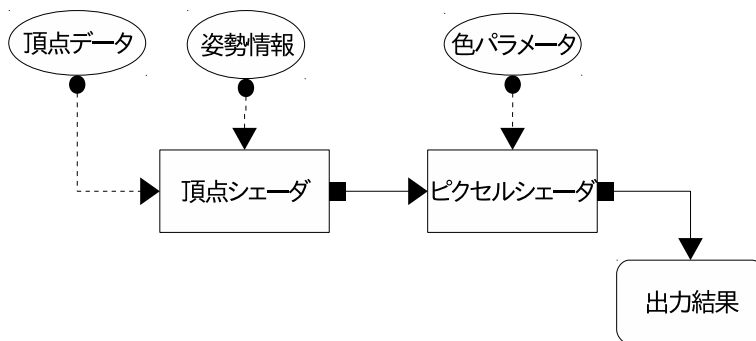 頂点データ
姿勢情報
色パラメータ
頂点シェーダ
ピクセルシェーダ
出力結果